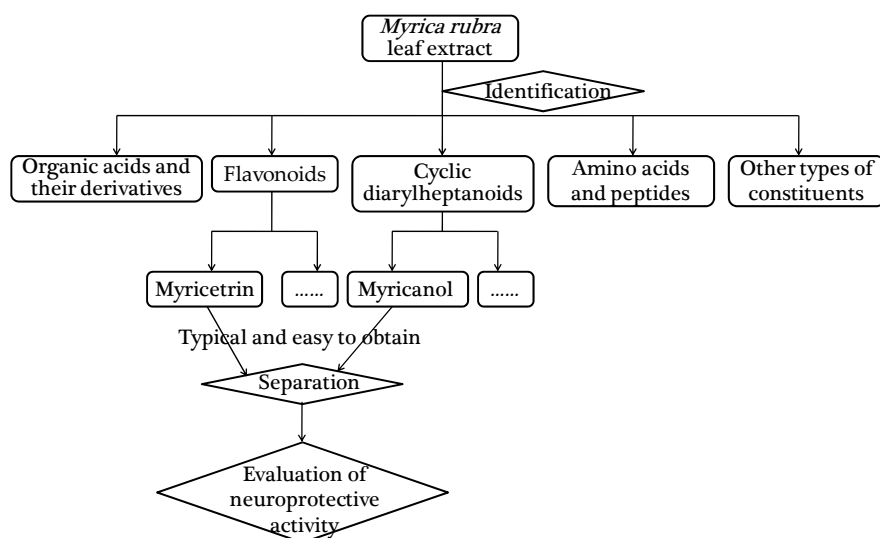 Myrica rubra
leaf extract
Identification
Organic acids and
their derivatives
Flavonoids
Cyclic
diarylheptanoids
Amino acids
and peptides
Other types of
constituents
Myricetrin
......
Myricanol
......
Typical and easy to obtain
Separation
Evaluation of
neuroprotective
activity